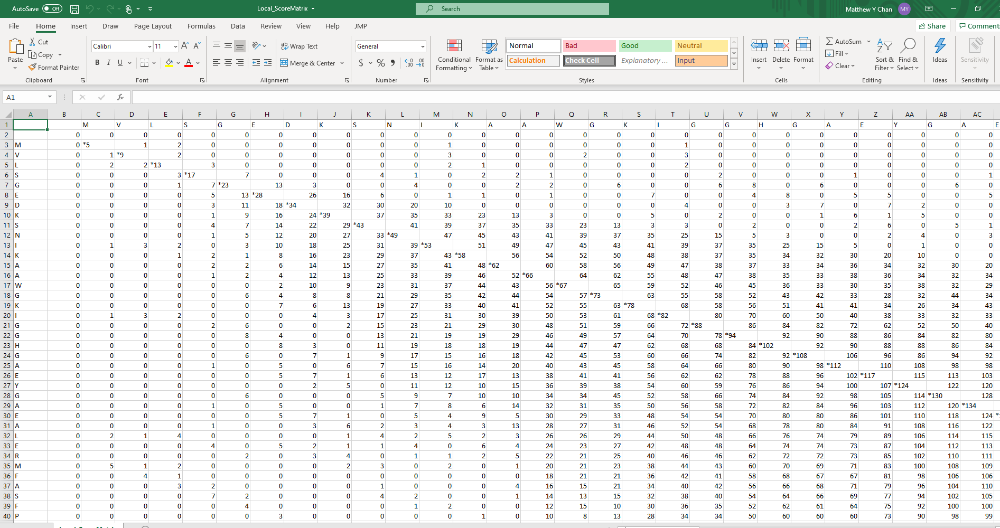 AutoSave Off Local_ScoreMatrix Search Matthew Y Chan MY
File Home Insert Draw Page Layout Formulas Data Review View Help JMP Share Comment
Paste Cut Copy Format Painter Clipboard
Calibri 11 B I U A Font
Wrap Text Merge & Center Alignment
General $ % Number
Conditional Formatting Format as Table Normal Bad Good Neutral Calculation Check Cell Explanatory ... Input Styles
Insert Delete Format Cells
AutoSum Fill Clear Sort & Filter Find & Select Editing
Ideas Ideas Sensitivity Sensitivity
A1 fx
A B C D E F G H I J K L M N O P Q R S T U V W X Y Z AA AB AC
1 M V L S G E D K S N I K A A W G K I G G H G A E Y G A E
2 0 0 0 0 0 0 0 0 0 0 0 0 0 0 0 0 0 0 0 0 0 0 0 0 0 0 0 0
3 M 0 *5 1 2 0 0 0 0 0 0 0 1 0 0 0 0 0 0 1 0 0 0 0 0 0 0 0 0
4 V 0 1 *9 2 0 0 0 0 0 0 0 3 0 0 0 2 0 0 3 0 0 0 0 0 0 0 0 0
5 L 0 2 2 *13 3 0 0 0 0 0 0 2 1 0 0 0 0 0 2 0 0 0 0 0 0 0 0 0
6 S 0 0 0 3 *17 7 0 0 0 4 1 0 2 2 1 0 0 0 0 2 0 0 0 1 0 0 0 1
7 G 0 0 0 1 7 *23 13 3 0 0 4 0 0 2 2 0 6 0 0 6 8 0 6 0 0 0 6 0
8 E 0 0 0 0 5 13 *28 26 16 6 0 1 1 0 1 0 0 7 0 0 4 8 0 5 5 0 0 5
9 D 0 0 0 0 3 11 18 *34 32 30 20 10 0 0 0 0 0 0 4 0 0 3 7 0 7 2 0 0
10 K 0 0 0 0 1 9 16 24 *39 37 35 33 23 13 3 0 0 5 0 2 0 0 1 6 1 5 0 0
11 S 0 0 0 0 4 7 14 22 29 *43 41 39 37 35 33 23 13 3 3 0 2 0 0 2 6 0 5 1
12 N 0 0 0 0 1 5 12 20 27 33 *49 47 45 43 41 39 37 35 25 15 5 3 0 0 2 4 0 3
13 I 0 1 3 2 0 3 10 18 25 31 39 *53 51 49 47 45 43 41 39 37 35 25 15 5 0 1 0 0
14 K 0 0 0 1 2 1 8 16 23 29 37 43 *58 56 54 52 50 48 38 37 35 34 32 30 20 10 0 0
15 A 0 0 0 0 2 2 6 14 15 27 35 41 48 *62 60 58 56 49 47 38 37 33 34 36 34 32 30 20
16 A 0 0 0 0 1 2 4 12 13 25 33 39 46 52 *66 64 62 55 48 47 38 35 33 38 36 34 32 34
17 W 0 0 0 0 0 0 2 10 9 23 31 37 44 43 56 *67 65 59 52 46 45 36 33 30 35 38 32 29
18 G 0 0 0 0 0 6 4 8 8 21 29 35 42 44 54 57 *73 63 55 58 52 43 42 33 28 32 44 34
19 K 0 0 0 0 0 0 7 6 13 19 27 33 40 41 52 55 63 *78 68 58 56 51 41 41 34 26 34 43
20 I 0 1 3 2 0 0 0 4 3 17 25 31 30 39 50 53 61 68 *82 80 70 60 50 40 38 33 32 33
21 G 0 0 0 0 2 6 0 0 2 15 23 21 29 30 48 51 59 66 72 *88 86 84 82 72 62 52 50 40
22 G 0 0 0 0 0 8 4 0 0 13 21 19 19 29 46 49 57 64 70 78 *94 92 90 88 86 84 82 80
23 H 0 0 0 0 0 0 8 3 0 11 19 18 18 19 44 47 47 62 68 68 84 *102 92 90 88 88 86 84
24 G 0 0 0 0 0 6 0 7 1 9 17 15 16 18 42 45 53 60 66 74 82 92 *108 106 96 86 94 92
25 A 0 0 0 0 1 0 5 0 6 7 15 16 14 20 40 43 45 58 64 66 80 90 98 *112 110 108 98 98
26 E 0 0 0 0 0 0 5 7 1 6 13 12 17 13 38 41 41 56 62 62 78 88 96 102 *117 115 113 103
27 Y 0 0 0 0 0 0 0 2 5 0 11 12 10 15 36 39 38 54 60 59 76 86 94 100 107 *124 122 120
28 G 0 0 0 0 0 6 0 0 0 5 9 7 10 10 34 34 45 52 58 66 74 84 92 98 105 114 *130 128
29 A 0 0 0 0 1 0 5 0 0 1 7 8 6 14 32 31 35 50 56 58 72 82 84 96 103 112 120 *134
30 E 0 0 0 0 0 0 5 7 1 0 5 4 9 5 30 29 33 48 54 54 70 80 80 86 101 110 118 124
31 A 0 0 0 0 1 0 0 3 6 2 3 4 3 13 28 27 31 46 52 54 68 78 80 84 91 108 116 122
32 L 0 2 1 4 0 0 0 0 1 4 2 5 2 3 26 26 29 44 50 48 66 76 74 79 89 106 114 115
33 E 0 0 0 0 4 0 5 2 1 1 4 0 6 4 24 23 27 42 48 48 64 74 74 73 87 104 112 113
34 R 0 0 0 0 0 2 0 3 4 0 1 1 2 5 22 21 25 40 46 46 62 72 72 73 85 102 110 111
35 M 0 5 1 2 0 0 0 0 2 3 0 2 0 1 20 21 23 38 44 43 60 70 69 71 83 100 108 109
36 F 0 0 4 1 0 0 0 0 0 0 0 0 0 0 18 21 21 36 42 41 58 68 67 67 81 98 106 106
37 A 0 0 0 3 2 0 0 0 0 1 0 0 0 4 16 15 21 34 40 42 56 66 68 71 79 96 104 110
38 S 0 0 0 0 7 2 0 0 0 4 2 0 0 1 14 13 15 32 38 40 54 64 66 69 77 94 102 105
39 F 0 0 0 0 0 4 0 0 0 0 1 2 0 0 12 15 10 30 36 35 52 62 61 64 75 92 100 100
40 P 0 0 0 0 0 0 3 0 0 0 0 0 1 0 10 8 13 28 34 34 50 60 60 60 73 90 98 99